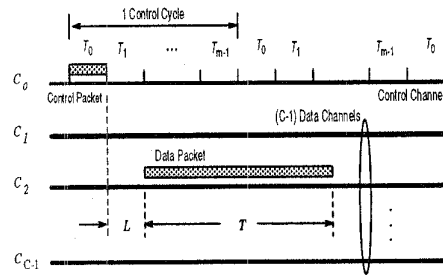 1 Control Cycle
T0 T1 ... Tm-1 T0 T1 Tm-1 T0
C0
Control Packet
Control Channel
(C-1) Data Channels
C1
Data Packet
C2
L T
CC-1